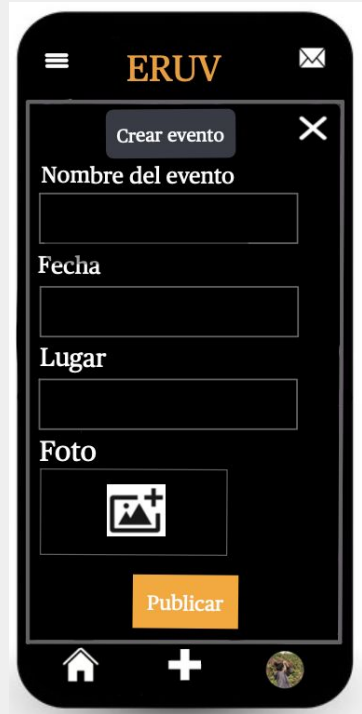 ERUV
Crear evento
Nombre del evento
Fecha
Lugar
Foto
Publicar